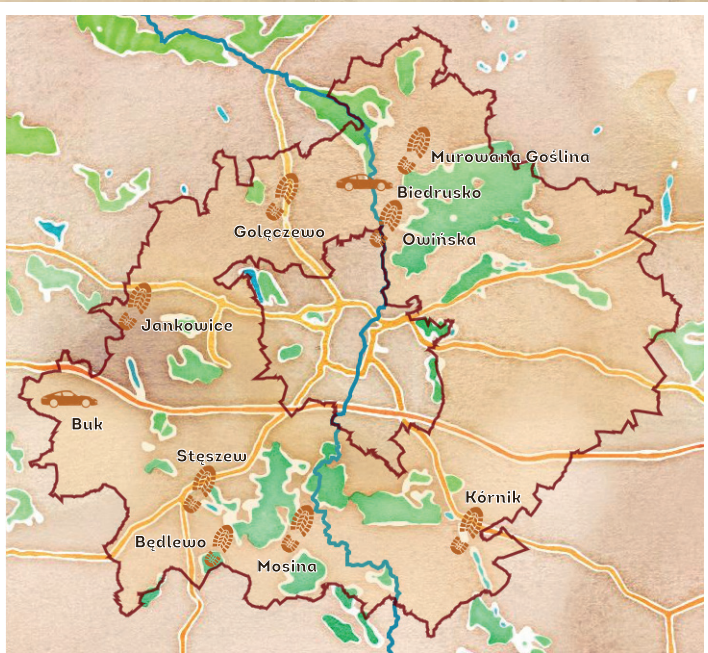 Murowana Goślina
Biedrusko
Golęczewo
Owińska
Jankowice
Buk
Stęszew
Kórnik
Będlewo
Mosina